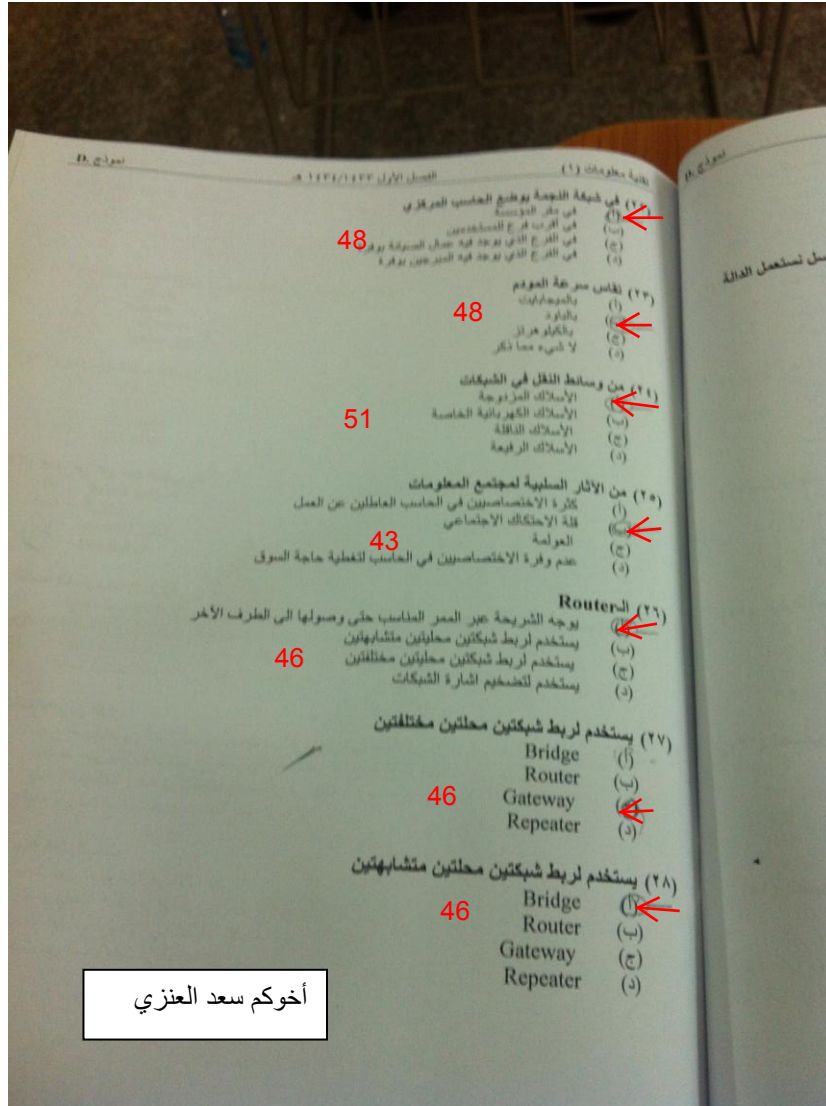 نموذج D.
تقنية معلومات (١)
الفصل الأول ١٤٣٤/١٤٣٣ هـ
نموذج D.
(٢٢) في شبكة النجمة يوضع الحاسب المركزي
(أ) في مقر المؤسسة
(ب) في أقرب فرع للمستخدمين
(ج) في الفرع الذي يوجد فيه عمال الصيانة بوفرة
(د) في الفرع الذي يوجد فيه المبرمجين بوفرة
48
(٢٣) تقاس سرعة المودم
(أ) بالميجابايت
(ب) بالباود
(ج) بالكيلو هرتز
(د) لا شيء مما ذكر
48
(٢٤) من وسائط النقل في الشبكات
(أ) الأسلاك المزدوجة
(ب) الأسلاك الكهربائية الخاصة
(ج) الأسلاك الناقلة
(د) الأسلاك الرفيعة
51
(٢٥) من الآثار السلبية لمجتمع المعلومات
(أ) كثرة الاختصاصيين في الحاسب العاطلين عن العمل
(ب) قلة الاحتكاك الاجتماعي
(ج) العولمة
(د) عدم وفرة الاختصاصيين في الحاسب لتغطية حاجة السوق
43
(٢٦) الـRouter
(أ) يوجه الشريحة عبر الممر المناسب حتى وصولها الى الطرف الأخر
(ب) يستخدم لربط شبكتين محليتين متشابهتين
(ج) يستخدم لربط شبكتين محليتين مختلفتين
(د) يستخدم لتضخيم اشارة الشبكات
46
(٢٧) يستخدم لربط شبكتين محلتين مختلفتين
(أ) Bridge
(ب) Router
(ج) Gateway
(د) Repeater
46
(٢٨) يستخدم لربط شبكتين محلتين متشابهتين
(أ) Bridge
(ب) Router
(ج) Gateway
(د) Repeater
46
أخوكم سعد العنزي
نستعمل الدالة